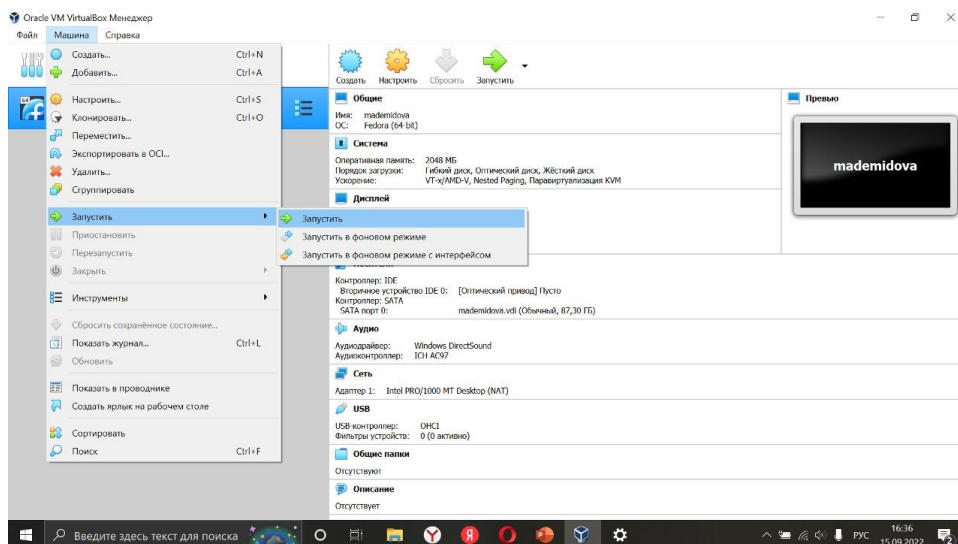 Oracle VM VirtualBox Менеджер
Файл Машина Справка
Создать... Ctrl+N
Добавить... Ctrl+A
Настроить... Ctrl+S
Клонировать... Ctrl+O
Переместить...
Экспортировать в OCI...
Удалить...
Сгруппировать
Запустить
Приостановить
Перезапустить
Закрыть
Инструменты
Сбросить сохранённое состояние...
Показать журнал... Ctrl+L
Обновить
Показать в проводнике
Создать ярлык на рабочем столе
Сортировать
Поиск Ctrl+F
Запустить
Запустить в фоновом режиме
Запустить в фоновом режиме с интерфейсом
64
Создать Настроить Сбросить Запустить
Общие
Имя: mademidova
ОС: Fedora (64-bit)
Система
Оперативная память: 2048 МБ
Порядок загрузки: Гибкий диск, Оптический диск, Жёсткий диск
Ускорение: VT-x/AMD-V, Nested Paging, Паравиртуализация KVM
Дисплей
Контроллер: IDE
Вторичное устройство IDE 0: [Оптический привод] Пусто
Контроллер: SATA
SATA порт 0: mademidova.vdi (Обычный, 87,30 ГБ)
Аудио
Аудиодрайвер: Windows DirectSound
Аудиоконтроллер: ICH AC97
Сеть
Адаптер 1: Intel PRO/1000 MT Desktop (NAT)
USB
USB-контроллер: OHCI
Фильтры устройств: 0 (0 активно)
Общие папки
Отсутствуют
Описание
Отсутствует
Превью
mademidova
Введите здесь текст для поиска
РУС
16:36
15.09.2022
2